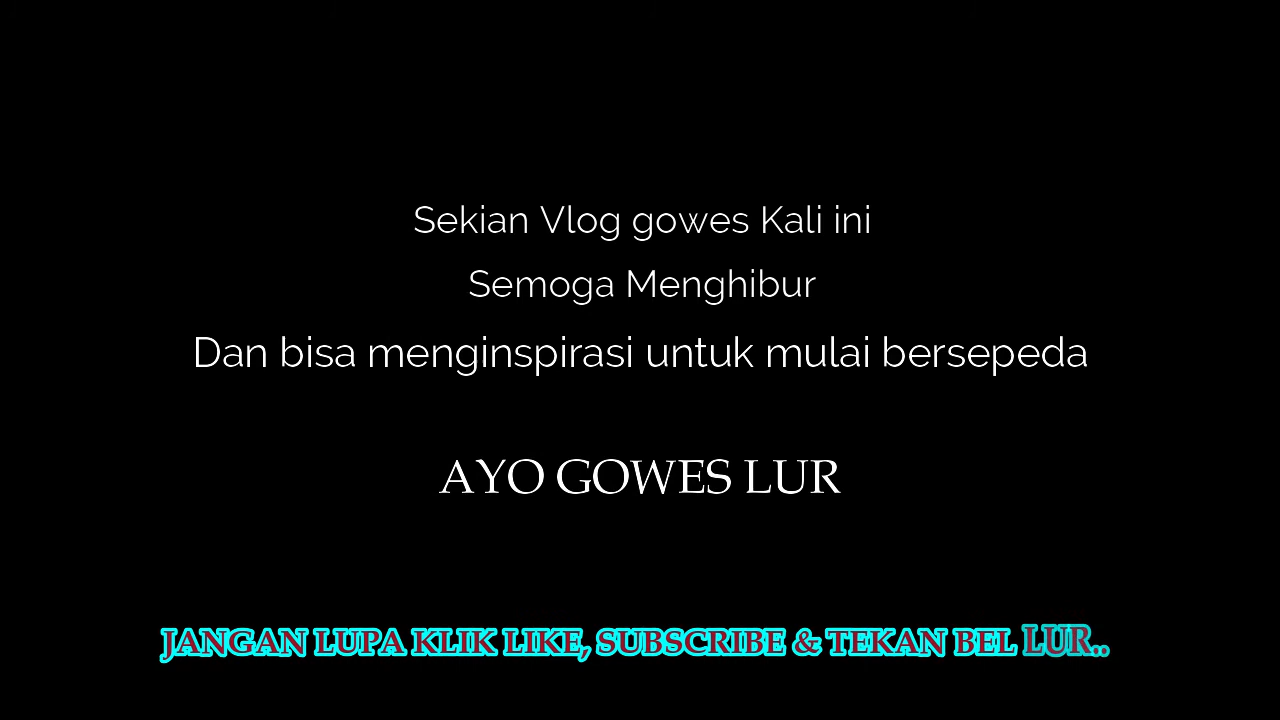 Sekian Vlog gowes Kali ini
Semoga Menghibur
Dan bisa menginspirasi untuk mulai bersepeda
AYO GOWES LUR
JANGAN LUPA KLIK LIKE, SUBSCRIBE & TEKAN BEL LUR..